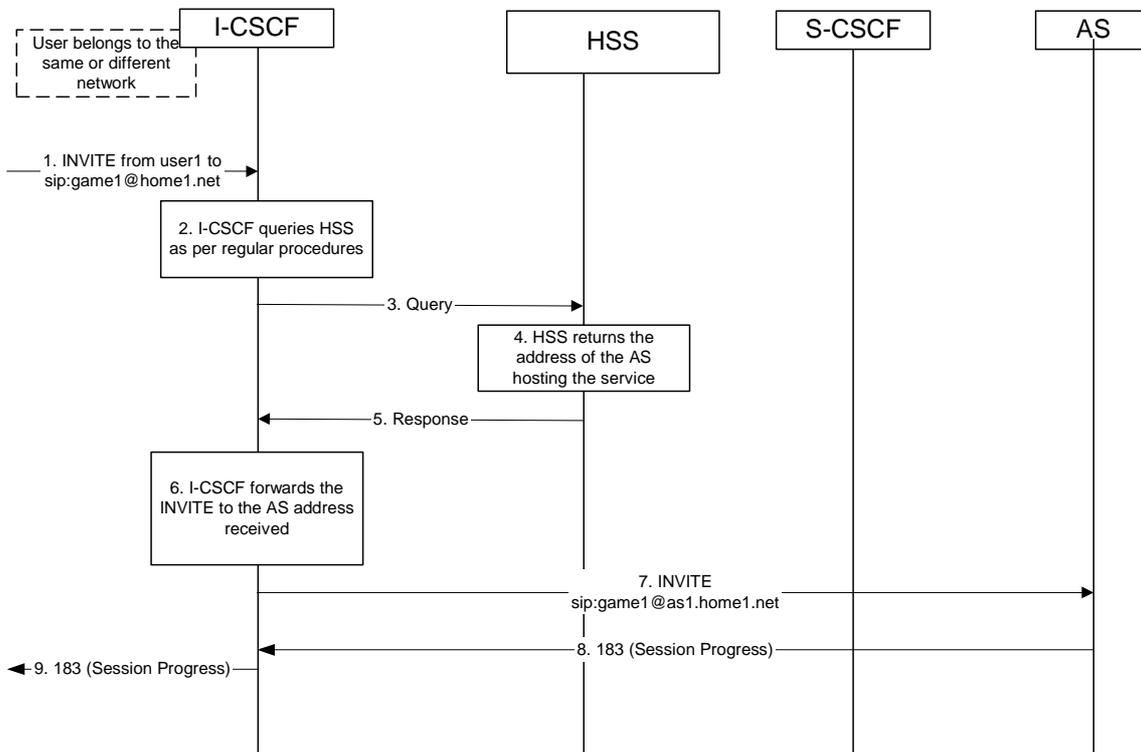 I-CSCF
HSS
S-CSCF
AS
User belongs to the
same or different
network
1. INVITE from user1 to
sip:game1@home1.net
2. I-CSCF queries HSS
as per regular procedures
3. Query
4. HSS returns the
address of the AS
hosting the service
5. Response
6. I-CSCF forwards the
INVITE to the AS address
received
7. INVITE
sip:game1@as1.home1.net
8. 183 (Session Progress)
9. 183 (Session Progress)